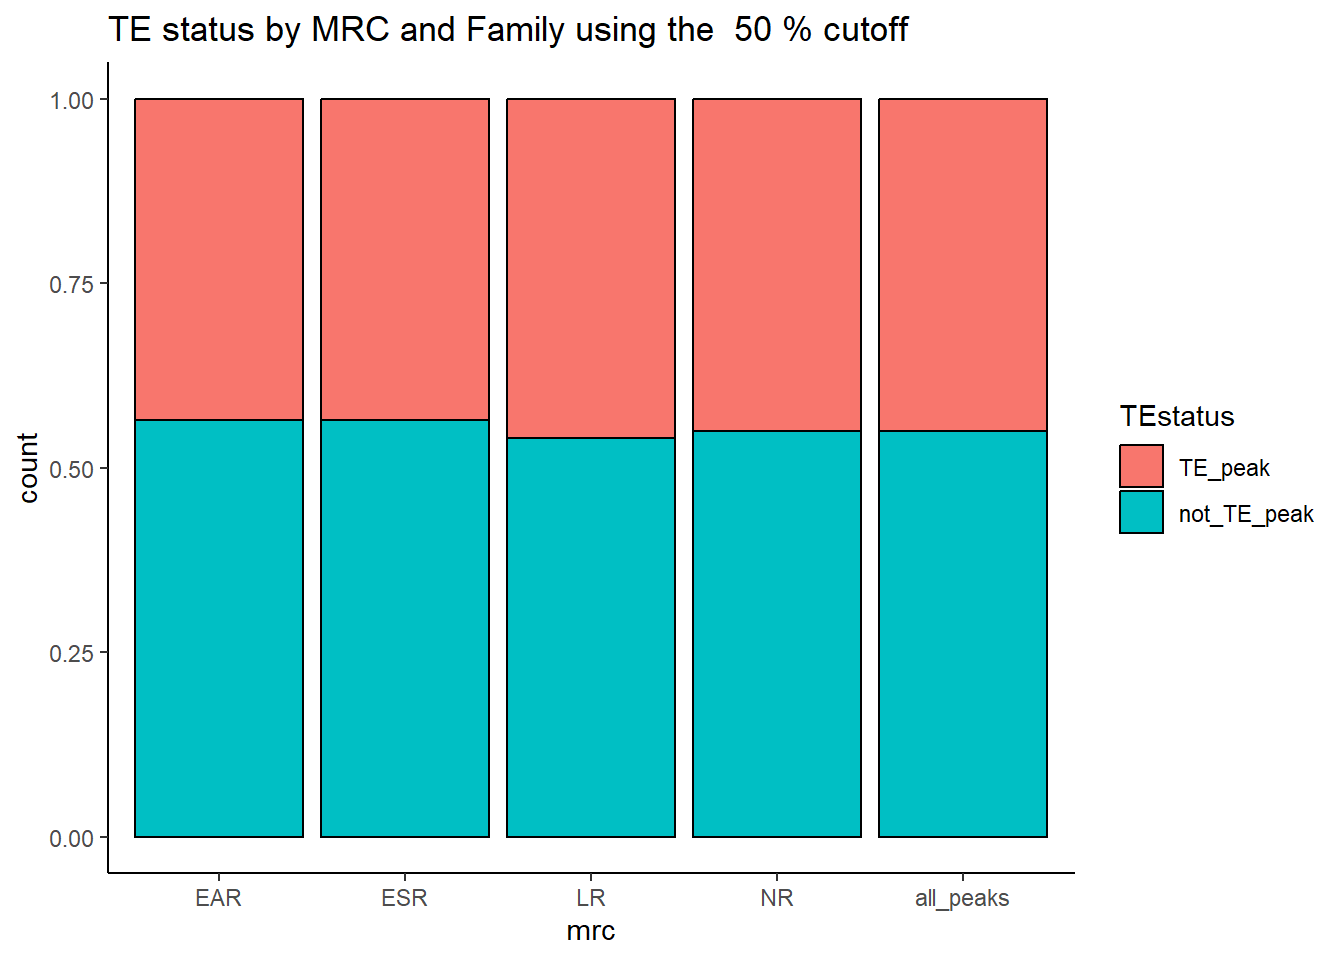 TE status by MRC and Family using the  50 % cutoff
1.00
0.75
0.50
0.25
0.00
count
EAR
ESR
LR
NR
all_peaks
mrc
TEstatus
TE_peak
not_TE_peak